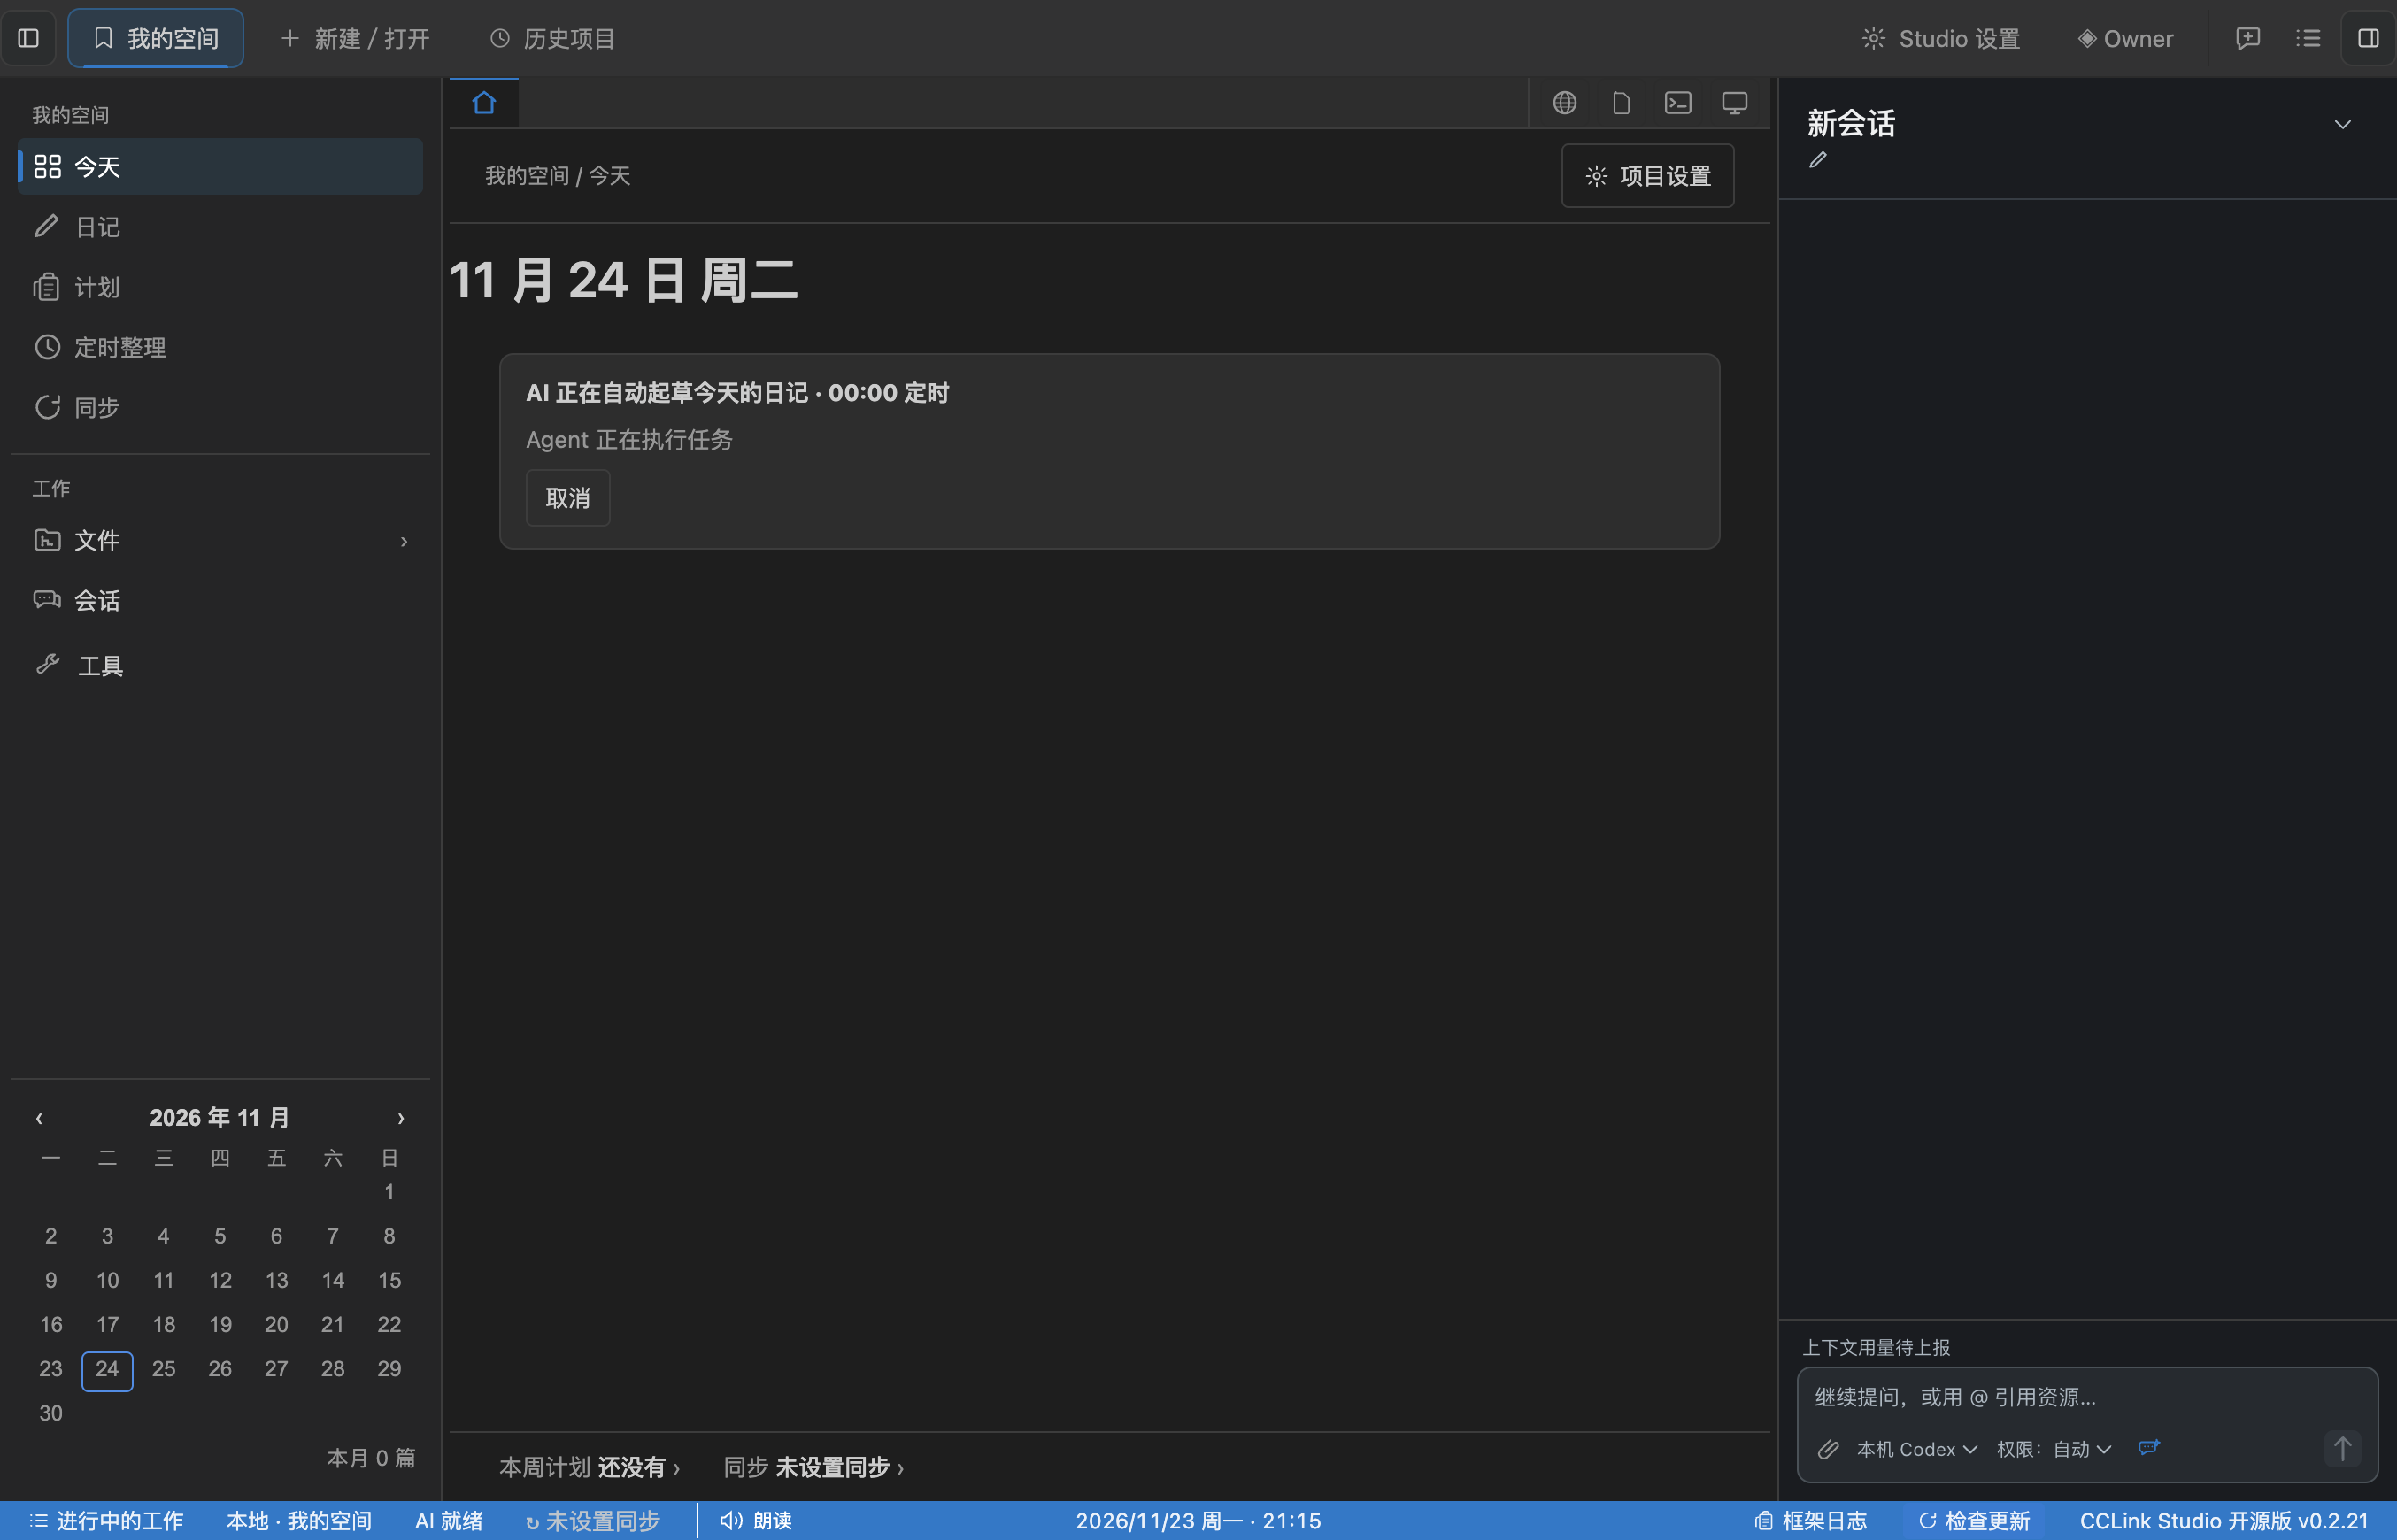 我的空间
新建 / 打开
历史项目
Studio 设置
Owner
我的空间
今天
日记
计划
定时整理
同步
工作
文件
会话
工具
‹ 2026 年 11 月 ›
一 二 三 四 五 六 日
1
2 3 4 5 6 7 8
9 10 11 12 13 14 15
16 17 18 19 20 21 22
23 24 25 26 27 28 29
30
本月 0 篇
我的空间 / 今天
项目设置
11 月 24 日 周二
AI 正在自动起草今天的日记 · 00:00 定时
Agent 正在执行任务
取消
本周计划 还没有 ›
同步 未设置同步 ›
新会话
上下文用量待上报
继续提问，或用 @ 引用资源...
本机 Codex
权限：自动
进行中的工作
本地 · 我的空间
AI 就绪
未设置同步
朗读
2026/11/23 周一 · 21:15
框架日志
检查更新
CCLink Studio 开源版 v0.2.21